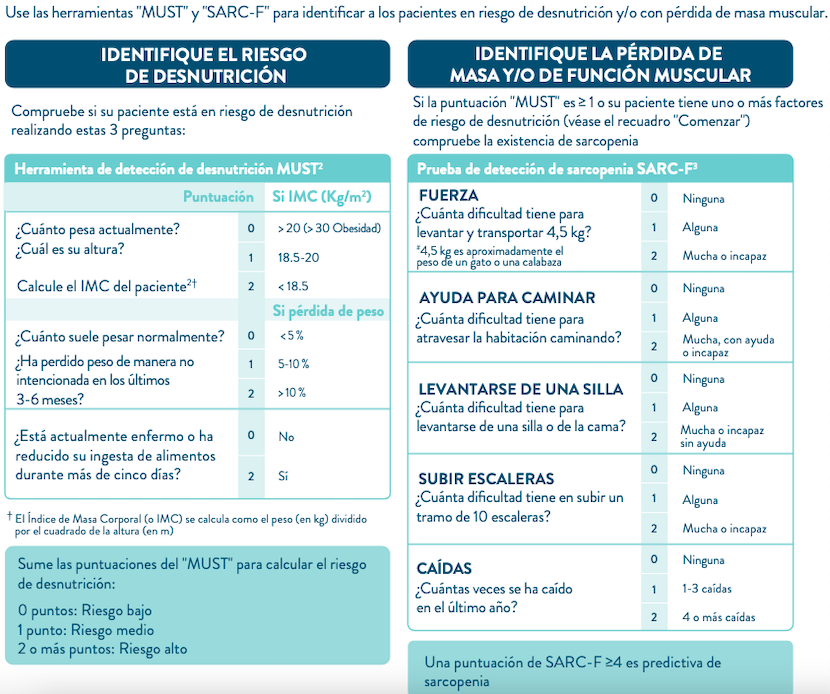 Use las herramientas "MUST" y "SARC-F" para identificar a los pacientes en riesgo de desnutrición y/o con pérdida de masa muscular.
IDENTIFIQUE EL RIESGO
DE DESNUTRICIÓN
Compruebe si su paciente está en riesgo de desnutrición
realizando estas 3 preguntas:
Herramienta de detección de desnutrición MUST²
Puntuación Si IMC (Kg/m²)
¿Cuánto pesa actualmente?
¿Cuál es su altura?
Calcule el IMC del paciente²†
0 > 20 (> 30 Obesidad)
1 18.5-20
2 < 18.5
Si pérdida de peso
¿Cuánto suele pesar normalmente?
¿Ha perdido peso de manera no
intencionada en los últimos
3-6 meses?
0 < 5 %
1 5-10 %
2 > 10 %
¿Está actualmente enfermo o ha
reducido su ingesta de alimentos
durante más de cinco días?
0 No
2 Sí
† El Índice de Masa Corporal (o IMC) se calcula como el peso (en kg) dividido
por el cuadrado de la altura (en m)
Sume las puntuaciones del "MUST" para calcular el riesgo
de desnutrición:
0 puntos: Riesgo bajo
1 punto: Riesgo medio
2 o más puntos: Riesgo alto
IDENTIFIQUE LA PÉRDIDA DE
MASA Y/O DE FUNCIÓN MUSCULAR
Si la puntuación "MUST" es ≥ 1 o su paciente tiene uno o más factores
de riesgo de desnutrición (véase el recuadro "Comenzar")
compruebe la existencia de sarcopenia
Prueba de detección de sarcopenia SARC-F³
FUERZA
¿Cuánta dificultad tiene para
levantar y transportar 4,5 kg?
‡4,5 kg es aproximadamente el
peso de un gato o una calabaza
0 Ninguna
1 Alguna
2 Mucha o incapaz
AYUDA PARA CAMINAR
¿Cuánta dificultad tiene para
atravesar la habitación caminando?
0 Ninguna
1 Alguna
2 Mucha, con ayuda
o incapaz
LEVANTARSE DE UNA SILLA
¿Cuánta dificultad tiene para
levantarse de una silla o de la cama?
0 Ninguna
1 Alguna
2 Mucha o incapaz
sin ayuda
SUBIR ESCALERAS
¿Cuánta dificultad tiene en subir un
tramo de 10 escaleras?
0 Ninguna
1 Alguna
2 Mucha o incapaz
CAÍDAS
¿Cuántas veces se ha caído
en el último año?
0 Ninguna
1 1-3 caídas
2 4 o más caídas
Una puntuación de SARC-F ≥4 es predictiva de
sarcopenia